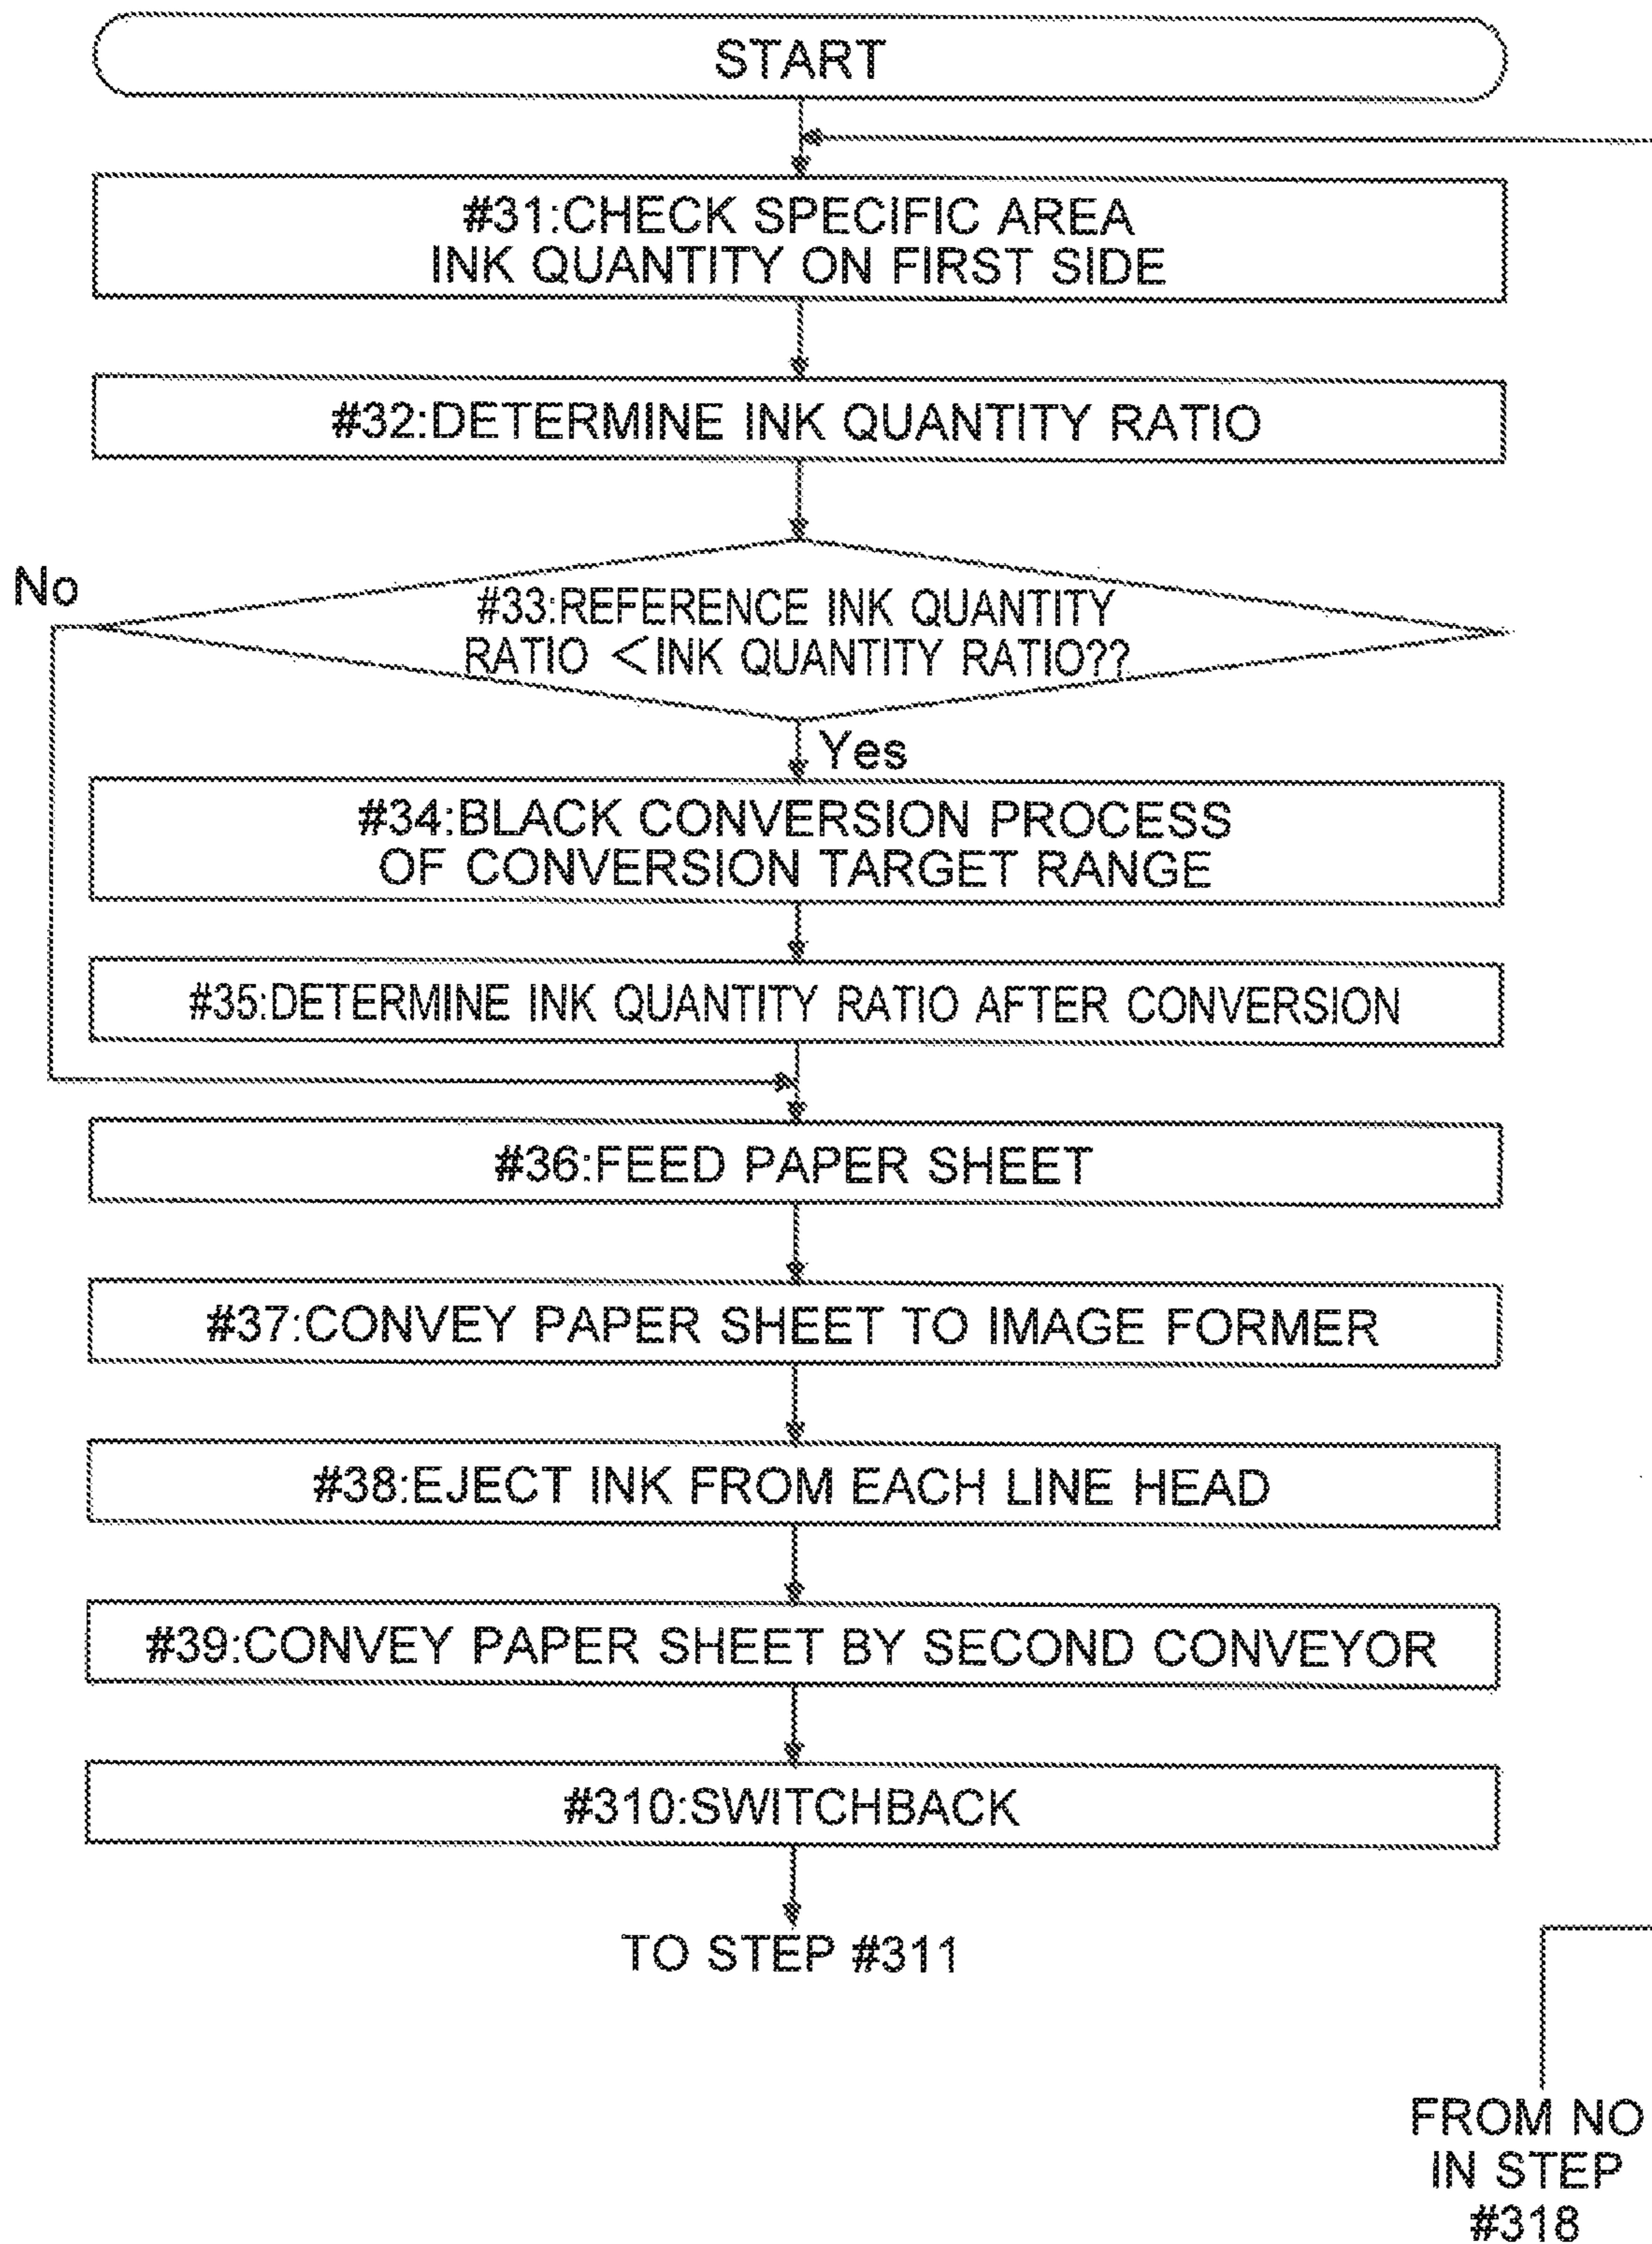 START
#31:CHECK SPECIFIC AREA
INK QUANTITY ON FIRST SIDE
#32:DETERMINE INK QUANTITY RATIO
No
#33:REFERENCE INK QUANTITY
RATIO <INK QUANTITY RATIO??
Yes
#34:BLACK CONVERSION PROCESS
OF CONVERSION TARGET RANGE
#35:DETERMINE INK QUANTITY RATIO AFTER CONVERSION
#36:FEED PAPER SHEET
#37:CONVEY PAPER SHEET TO IMAGE FORMER
#38:EJECT INK FROM EACH LINE HEAD
#39:CONVEY PAPER SHEET BY SECOND CONVEYOR
#310:SWITCHBACK
TO STEP #311
FROM NO
IN STEP
#318